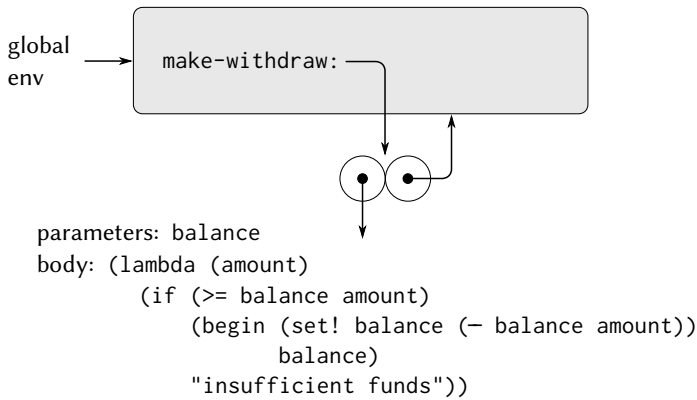 global
env
make-withdraw:
parameters: balance
body: (lambda (amount)
(if (>= balance amount)
(begin (set! balance (— balance amount))
balance)
"insufficient funds"))